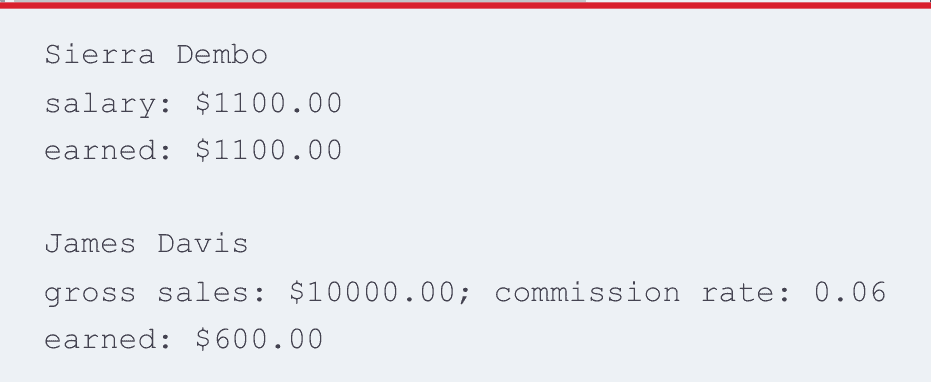 Sierra Dembo
salary: $1100.00
earned: $1100.00
James Davis
gross sales: $10000.00; commission rate: 0.06
earned: $600.00